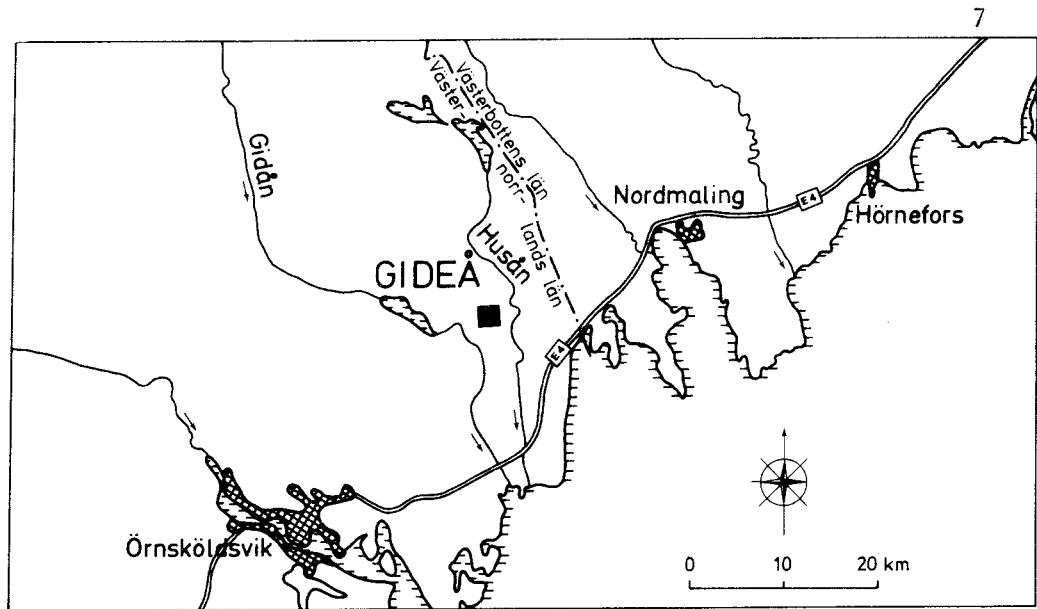 7
Gidån
Västerbottens län
Väster-
norr-
lands län
Husån
GIDEÅ
Nordmaling
E4
Hörnefors
E4
Örnsköldsvik
0 10 20 km